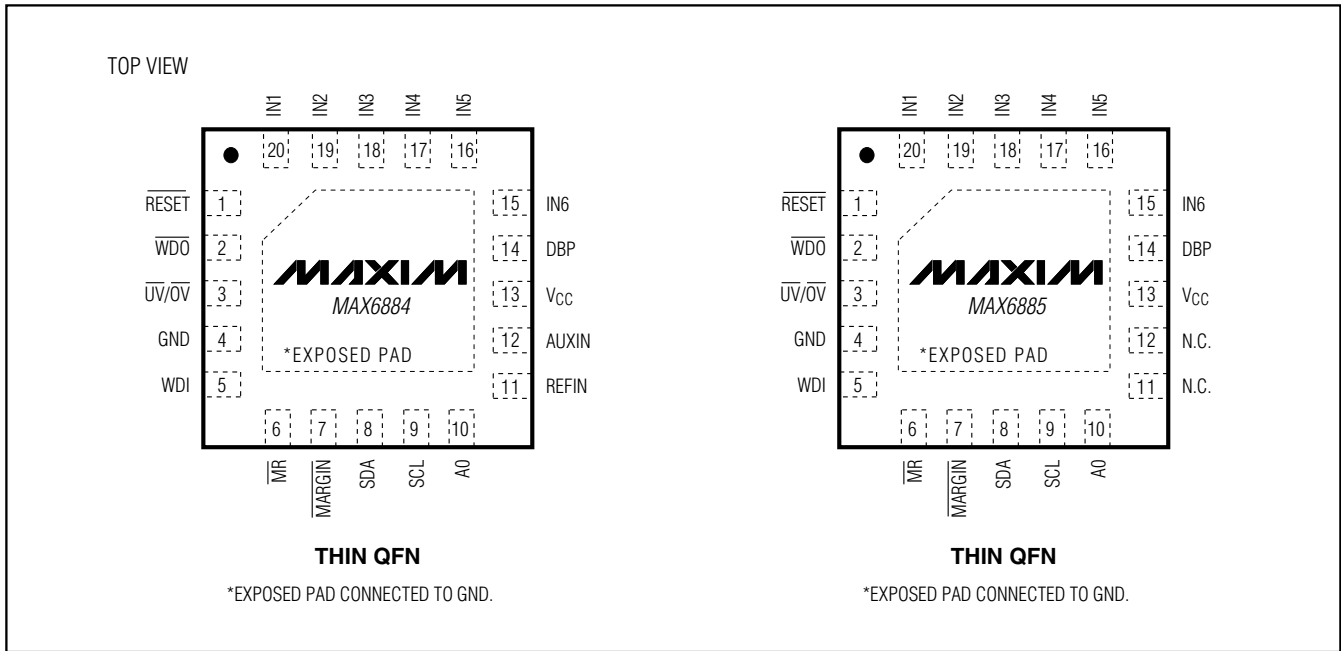 TOP VIEW
IN1 IN2 IN3 IN4 IN5
20 19 18 17 16
RESET 1
WDO 2
UV/OV 3
GND 4
WDI 5
15 IN6
14 DBP
13 VCC
12 AUXIN
11 REFIN
MAXIM
MAX6884
*EXPOSED PAD
6 7 8 9 10
MR MARGIN SDA SCL A0
THIN QFN
*EXPOSED PAD CONNECTED TO GND.
IN1 IN2 IN3 IN4 IN5
20 19 18 17 16
RESET 1
WDO 2
UV/OV 3
GND 4
WDI 5
15 IN6
14 DBP
13 VCC
12 N.C.
11 N.C.
MAXIM
MAX6885
*EXPOSED PAD
6 7 8 9 10
MR MARGIN SDA SCL A0
THIN QFN
*EXPOSED PAD CONNECTED TO GND.